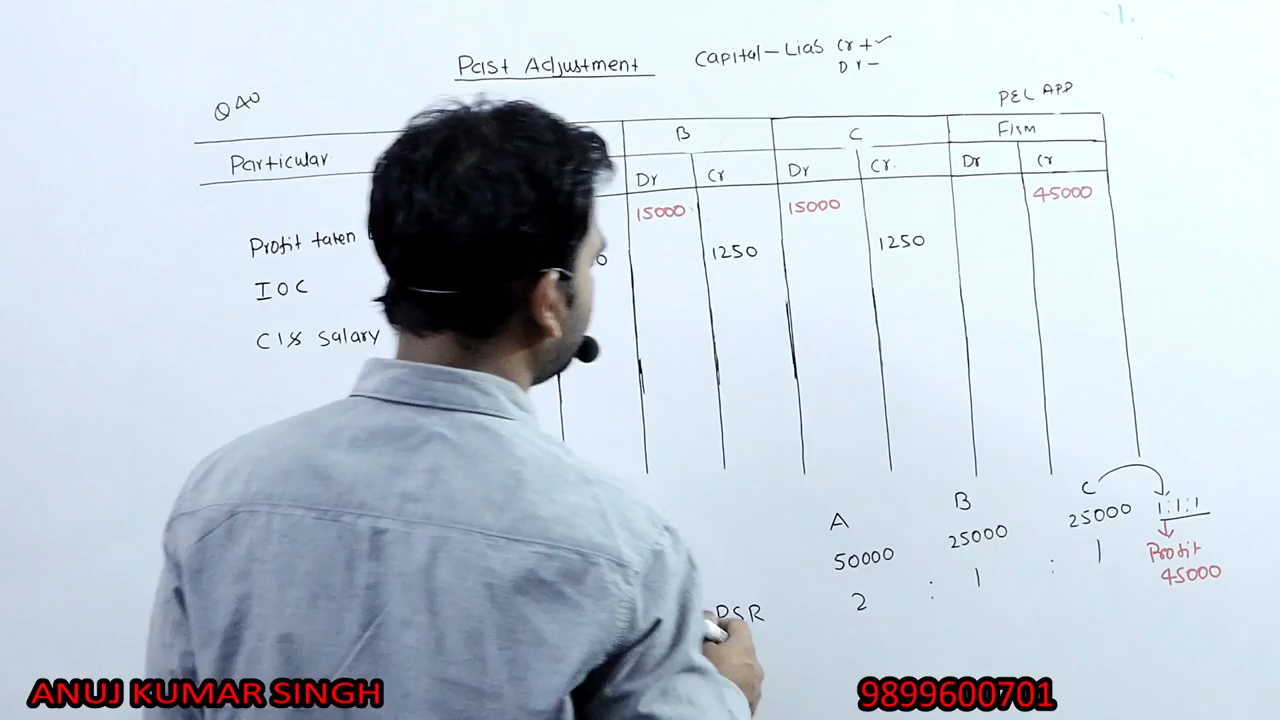 Past Adjustment Capital - Lias Cr + ✓
Dr -
Q40
P&L APP
Particular B C Firm
Dr Cr Dr Cr. Dr Cr
Profit taken 15000 15000 45000
IOC 0 1250 1250
C's Salary
A B C
50000 25000 25000 1:1:1
PSR 2 : 1 : 1
Profit
45000
ANUJ KUMAR SINGH
9899600701